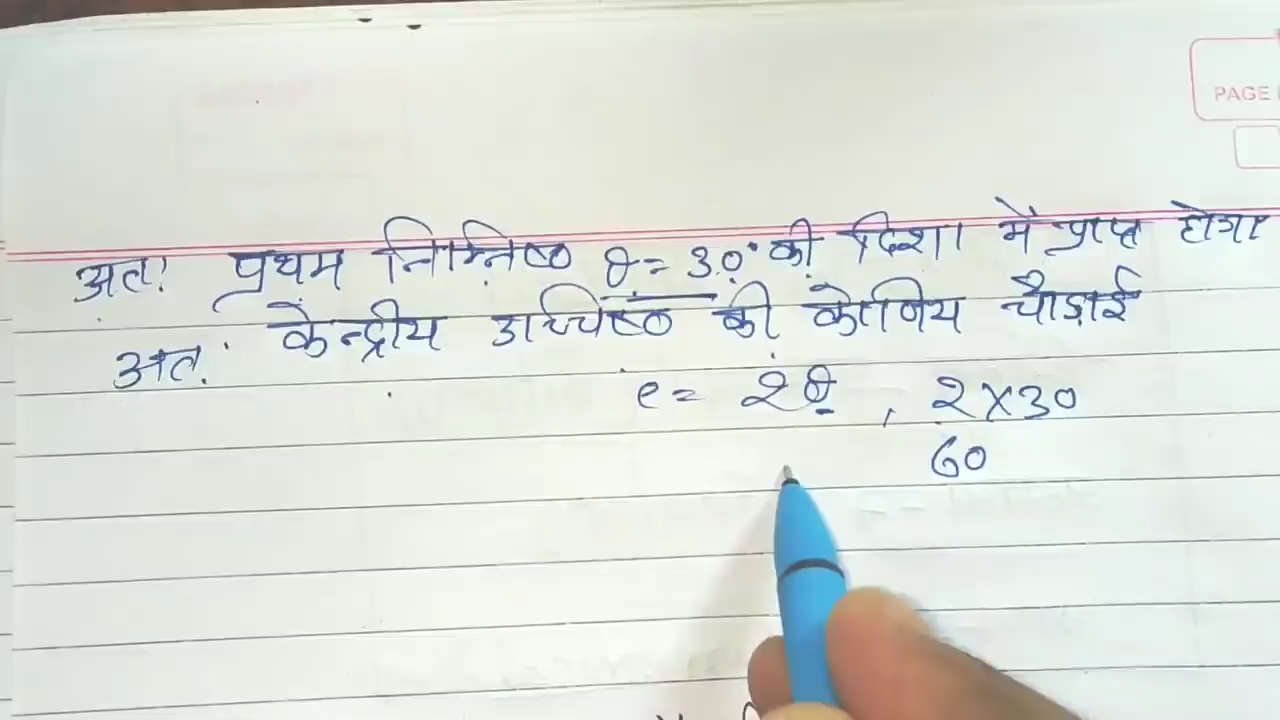 PAGE
अतः प्रथम निम्निष्ठ θ = 30° की दिशा में प्राप्त होगा
अतः केन्द्रीय उच्चिष्ठ की कोणिय चौड़ाई
e = 2θ , 2×30
60